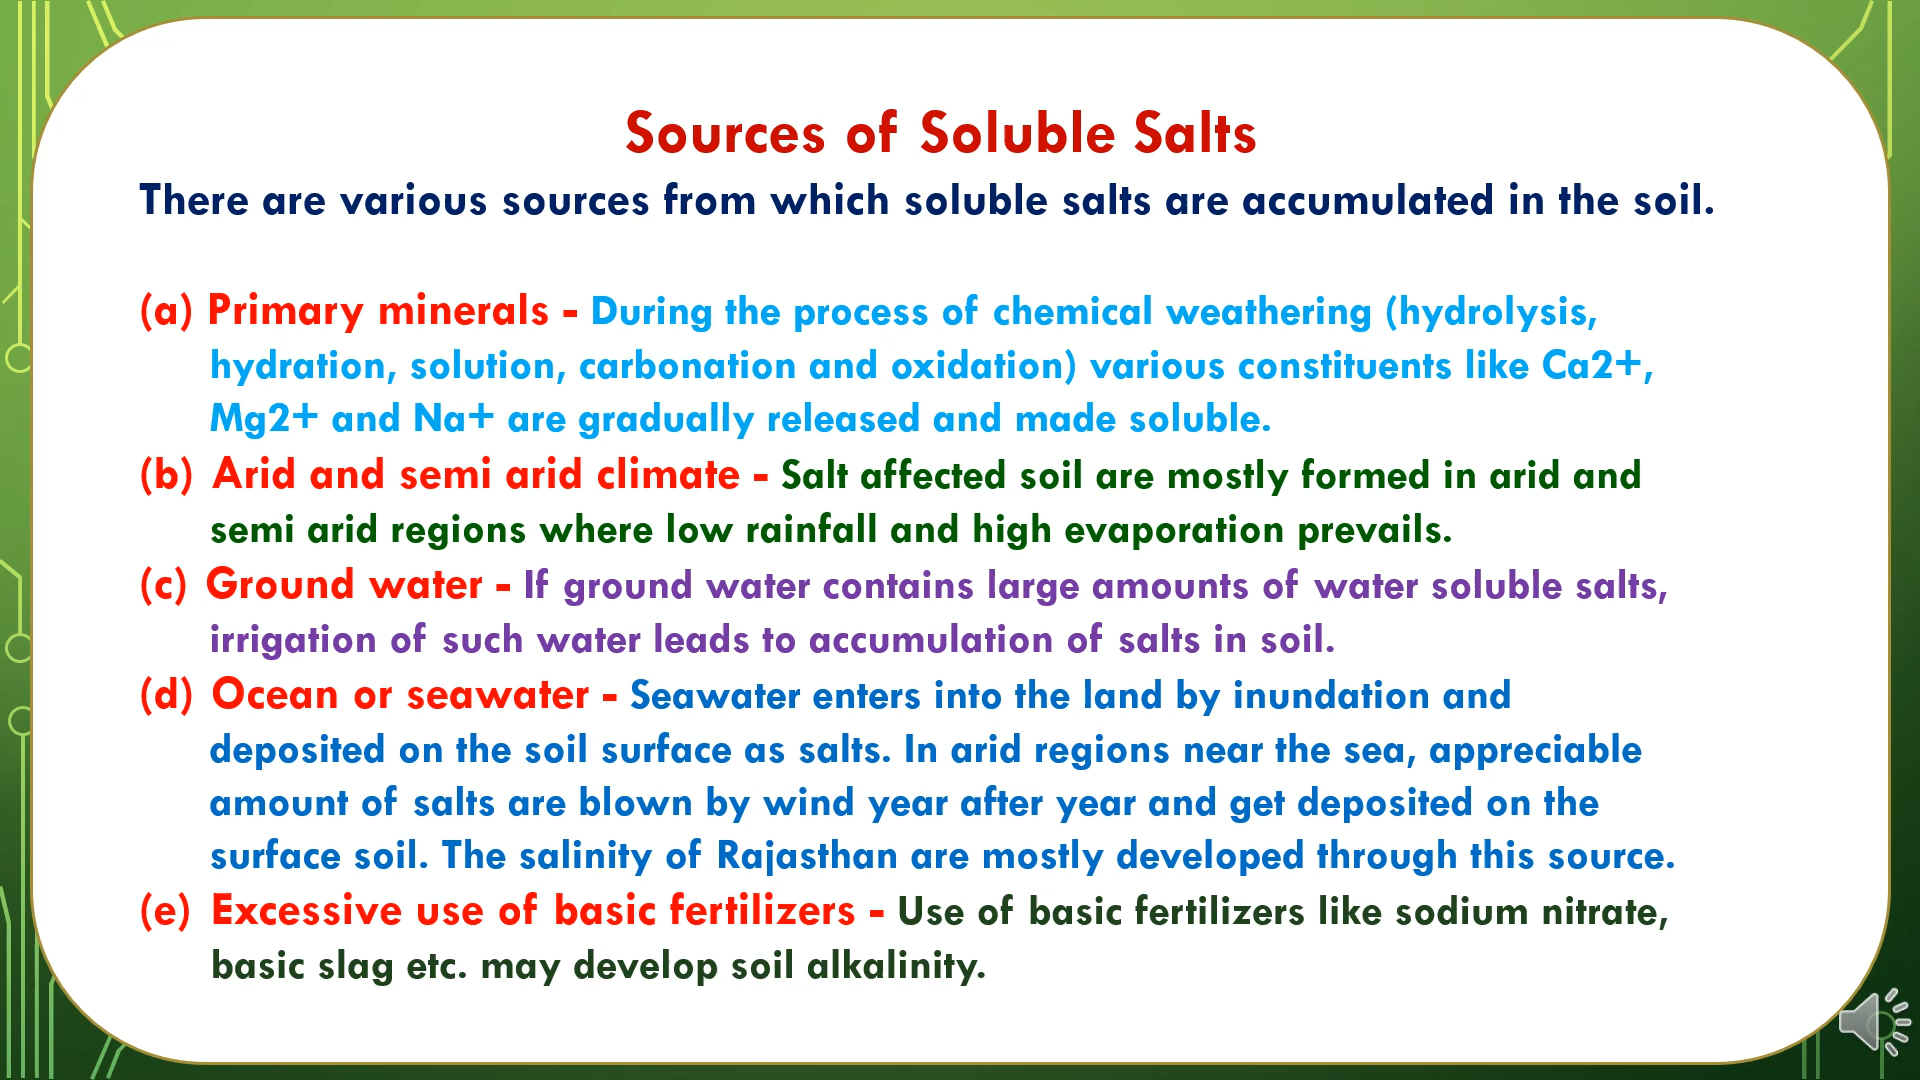 Sources of Soluble Salts
There are various sources from which soluble salts are accumulated in the soil.
(a) Primary minerals - During the process of chemical weathering (hydrolysis,
hydration, solution, carbonation and oxidation) various constituents like Ca2+,
Mg2+ and Na+ are gradually released and made soluble.
(b) Arid and semi arid climate - Salt affected soil are mostly formed in arid and
semi arid regions where low rainfall and high evaporation prevails.
(c) Ground water - If ground water contains large amounts of water soluble salts,
irrigation of such water leads to accumulation of salts in soil.
(d) Ocean or seawater - Seawater enters into the land by inundation and
deposited on the soil surface as salts. In arid regions near the sea, appreciable
amount of salts are blown by wind year after year and get deposited on the
surface soil. The salinity of Rajasthan are mostly developed through this source.
(e) Excessive use of basic fertilizers - Use of basic fertilizers like sodium nitrate,
basic slag etc. may develop soil alkalinity.